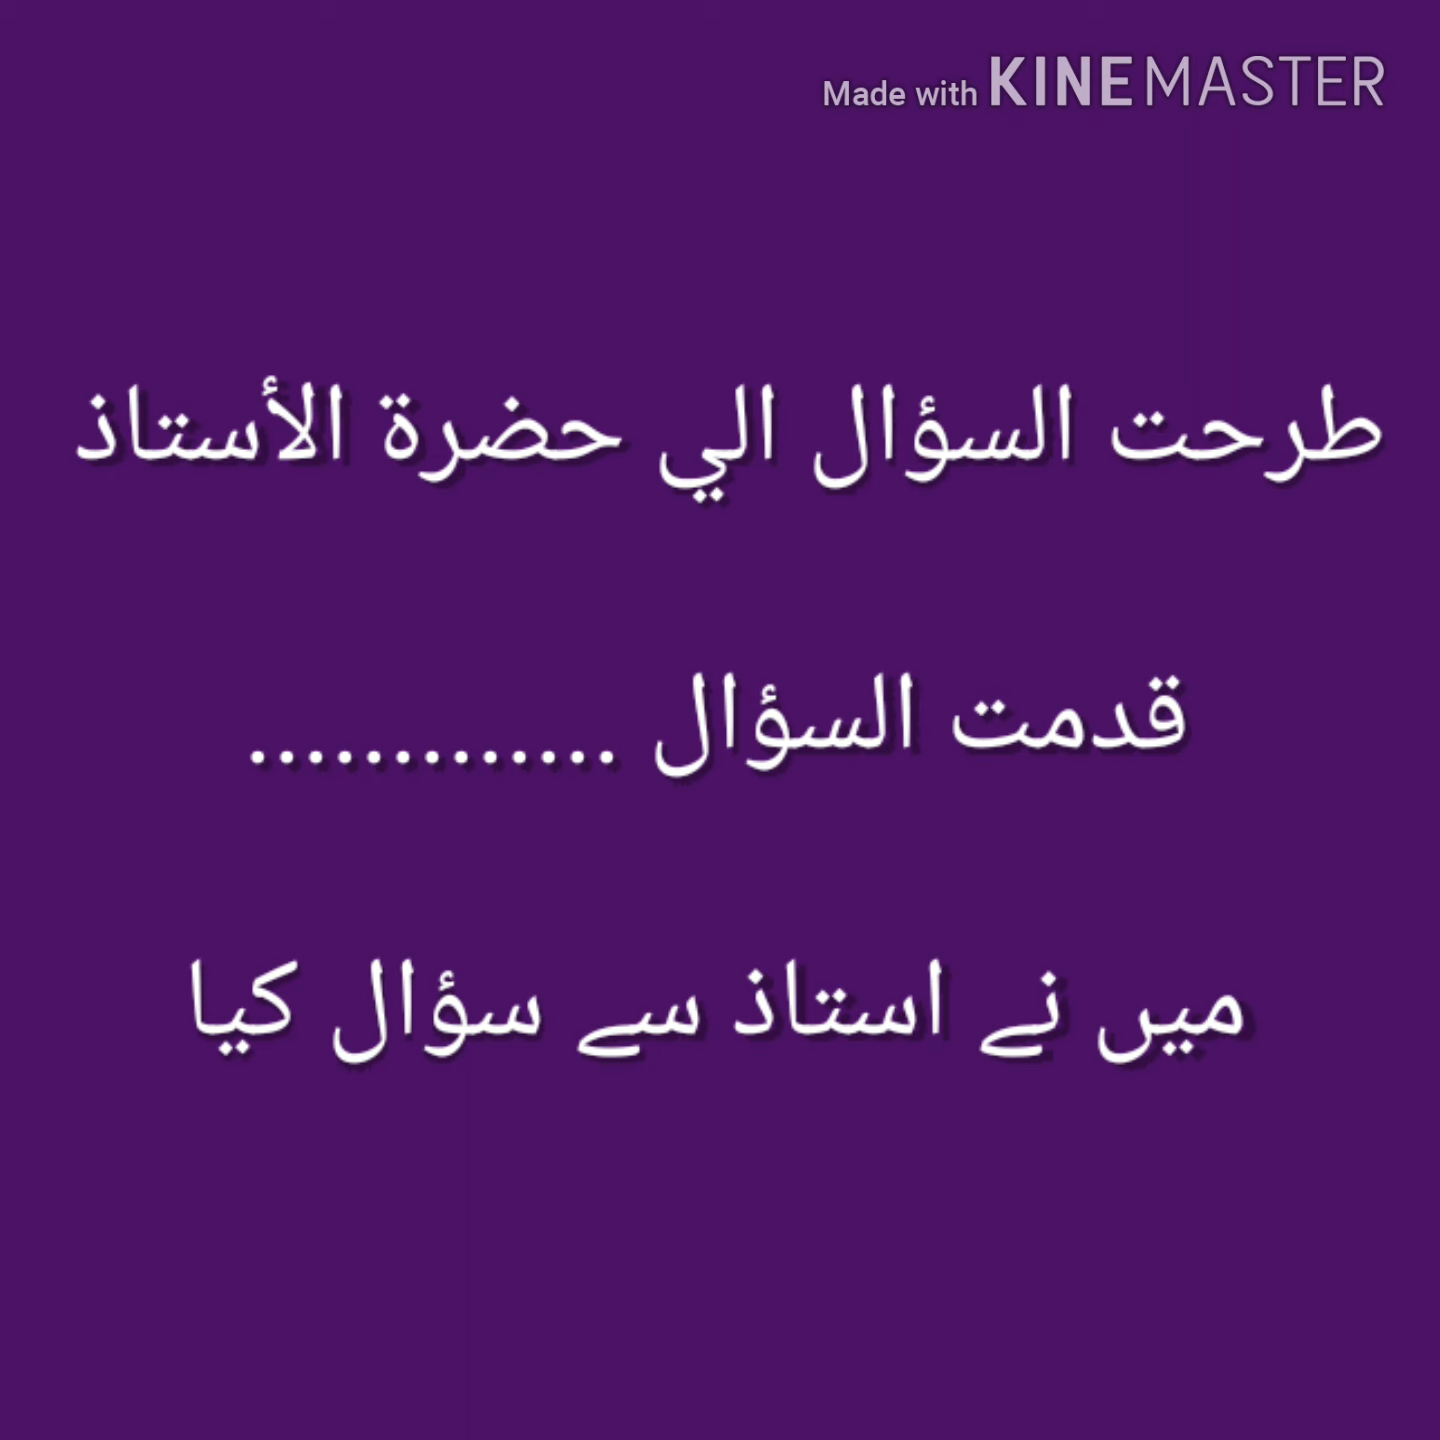 Made with KINEMASTER
طرحت السؤال الي حضرة الأستاذ
قدمت السؤال .............
میں نے استاذ سے سؤال کیا